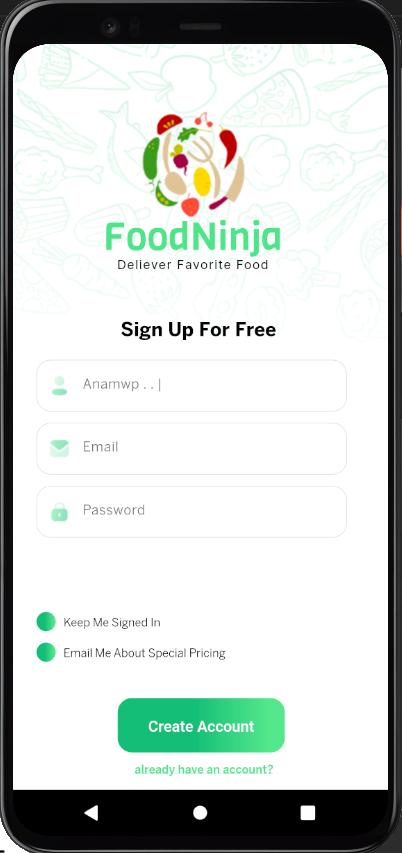 FoodNinja
Deliever Favorite Food
Sign Up For Free
Anamwp . . |
Email
Password
Keep Me Signed In
Email Me About Special Pricing
Create Account
already have an account?